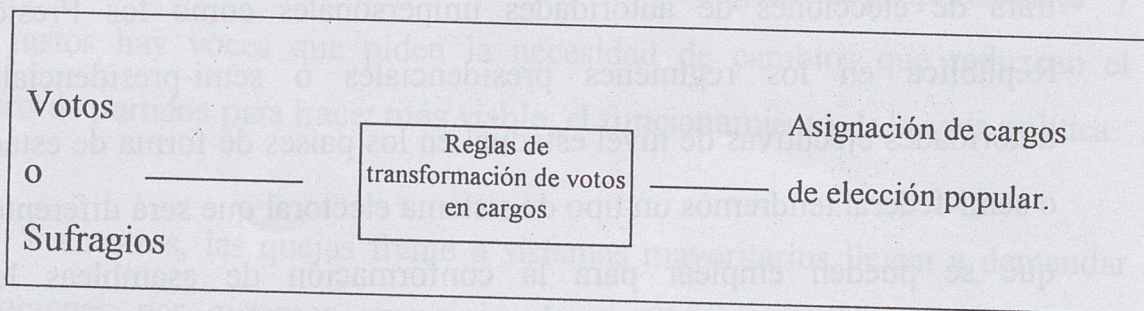 Votos
o
Sufragios
Reglas de
transformación de votos
en cargos
Asignación de cargos
de elección popular.